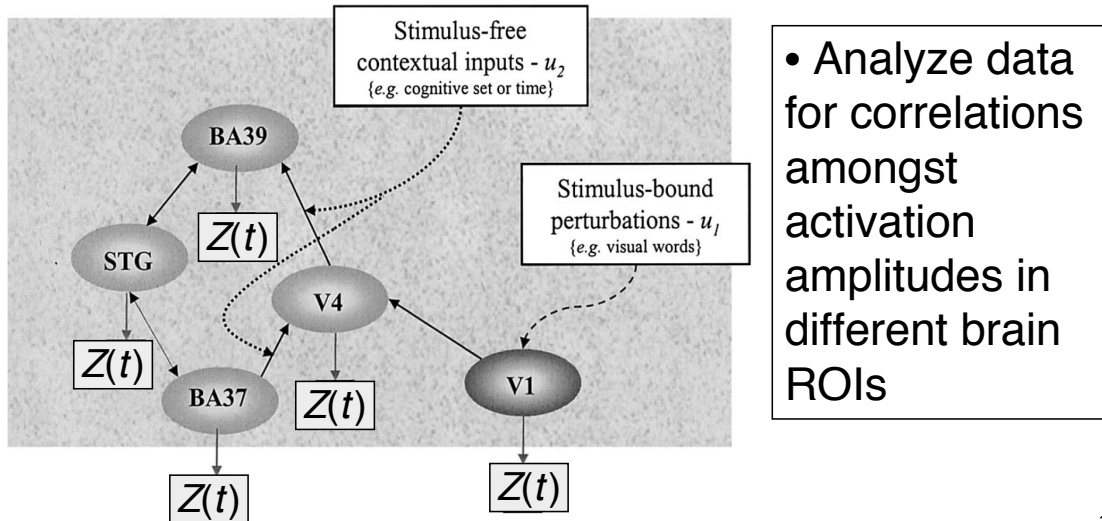 Stimulus-free
contextual inputs - u₂
{e.g. cognitive set or time}
BA39
Z(t)
Stimulus-bound
perturbations - u₁
{e.g. visual words}
STG
V4
Z(t)
BA37
Z(t)
V1
Z(t)
Z(t)
• Analyze data
for correlations
amongst
activation
amplitudes in
different brain
ROIs